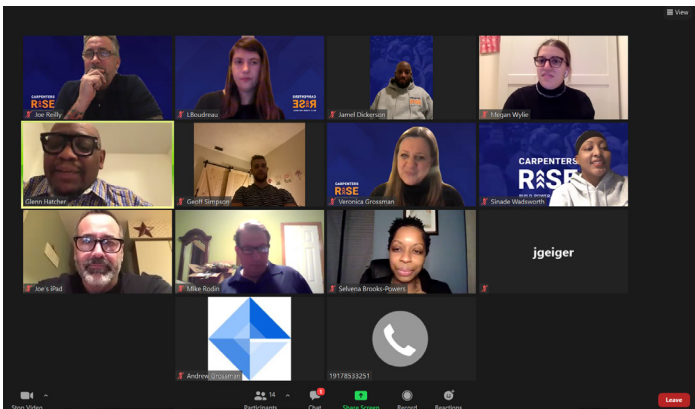 View
CARPENTERS
RISE
Joe Reilly
CARPENTERS
RISE
LBoudreau
Jamel Dickerson
Megan Wylie
Glenn Hatcher
Geoff Simpson
CARPENTERS
RISE
Veronica Grossman
CARPENTERS
RISE
Sinade Wadsworth
Joe's iPad
Mike Rodin
Selvena Brooks-Powers
jgeiger
Andrew Grossman
19178533251
14
Stop Video
Participants
Chat
Share Screen
Record
Reactions
Leave